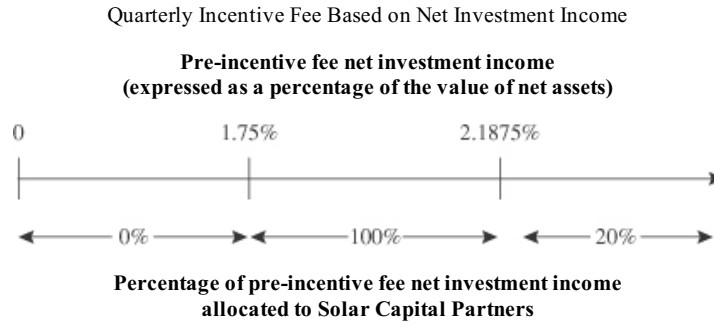 Quarterly Incentive Fee Based on Net Investment Income
Pre-incentive fee net investment income
(expressed as a percentage of the value of net assets)
0 1.75% 2.1875%
0% 100% 20%
Percentage of pre-incentive fee net investment income
allocated to Solar Capital Partners